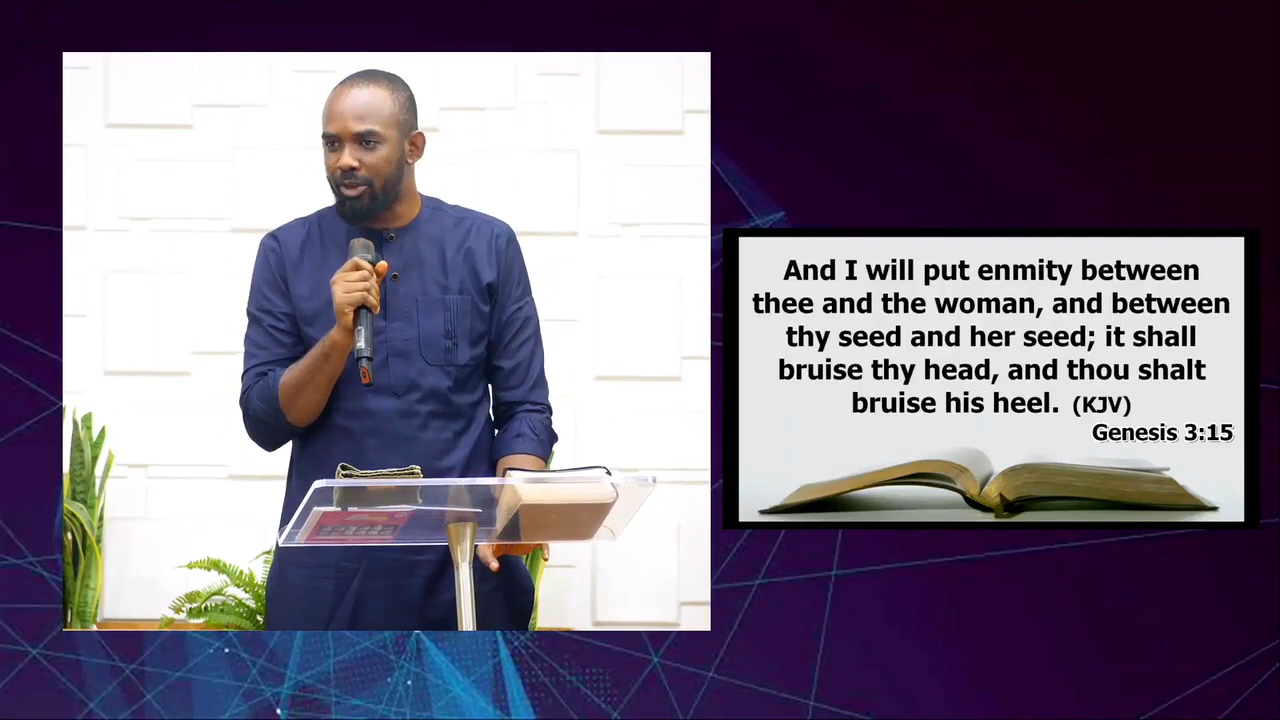 And I will put enmity between
thee and the woman, and between
thy seed and her seed; it shall
bruise thy head, and thou shalt
bruise his heel. (KJV)
Genesis 3:15